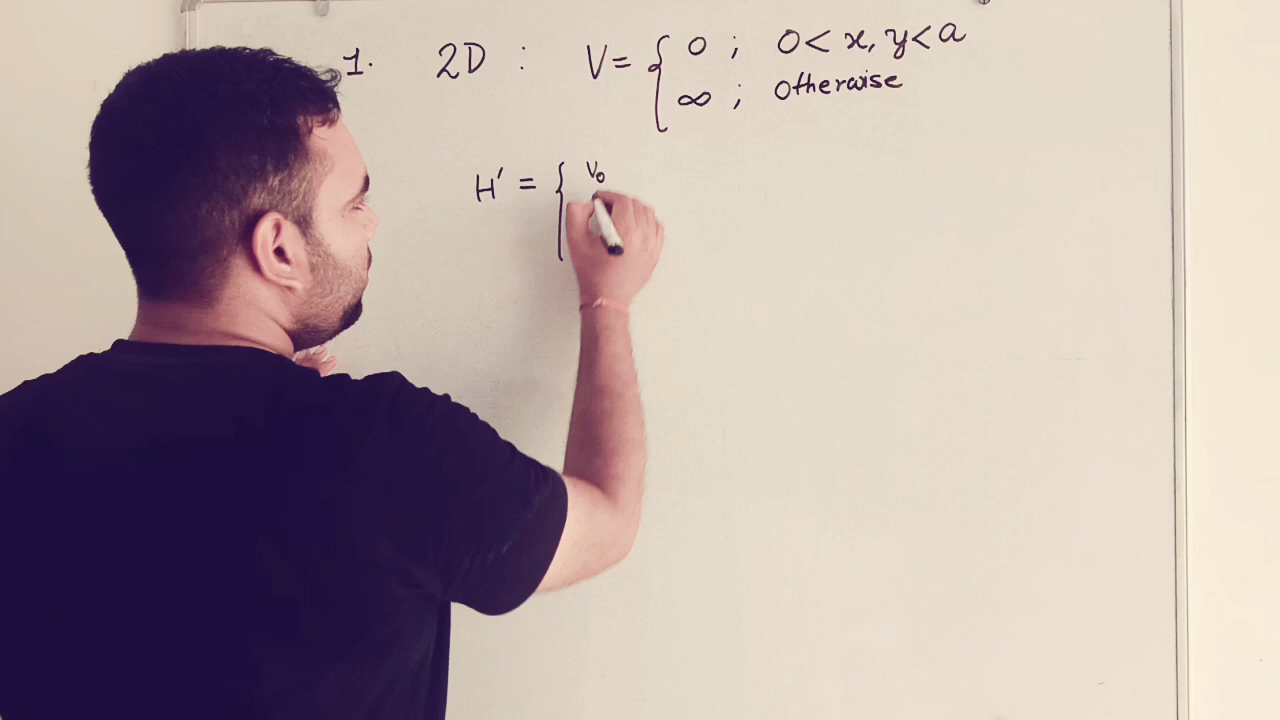 1. 2D : V = { 0 ; 0 < x, y < a
∞ ; Otherwise
H' = { V₀